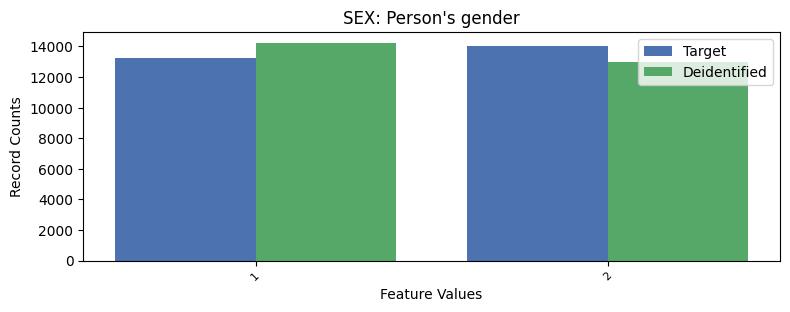 SEX: Person's gender
Target
Deidentified
14000
12000
10000
8000
6000
4000
2000
0
Record Counts
1
2
Feature Values